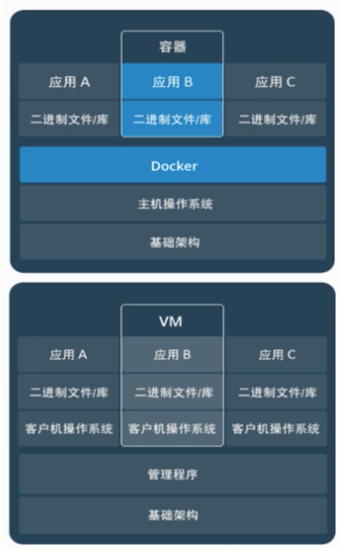 容器
应用 A 应用 B 应用 C
二进制文件/库 二进制文件/库 二进制文件/库
Docker
主机操作系统
基础架构
VM
应用 A 应用 B 应用 C
二进制文件/库 二进制文件/库 二进制文件/库
客户机操作系统 客户机操作系统 客户机操作系统
管理程序
基础架构